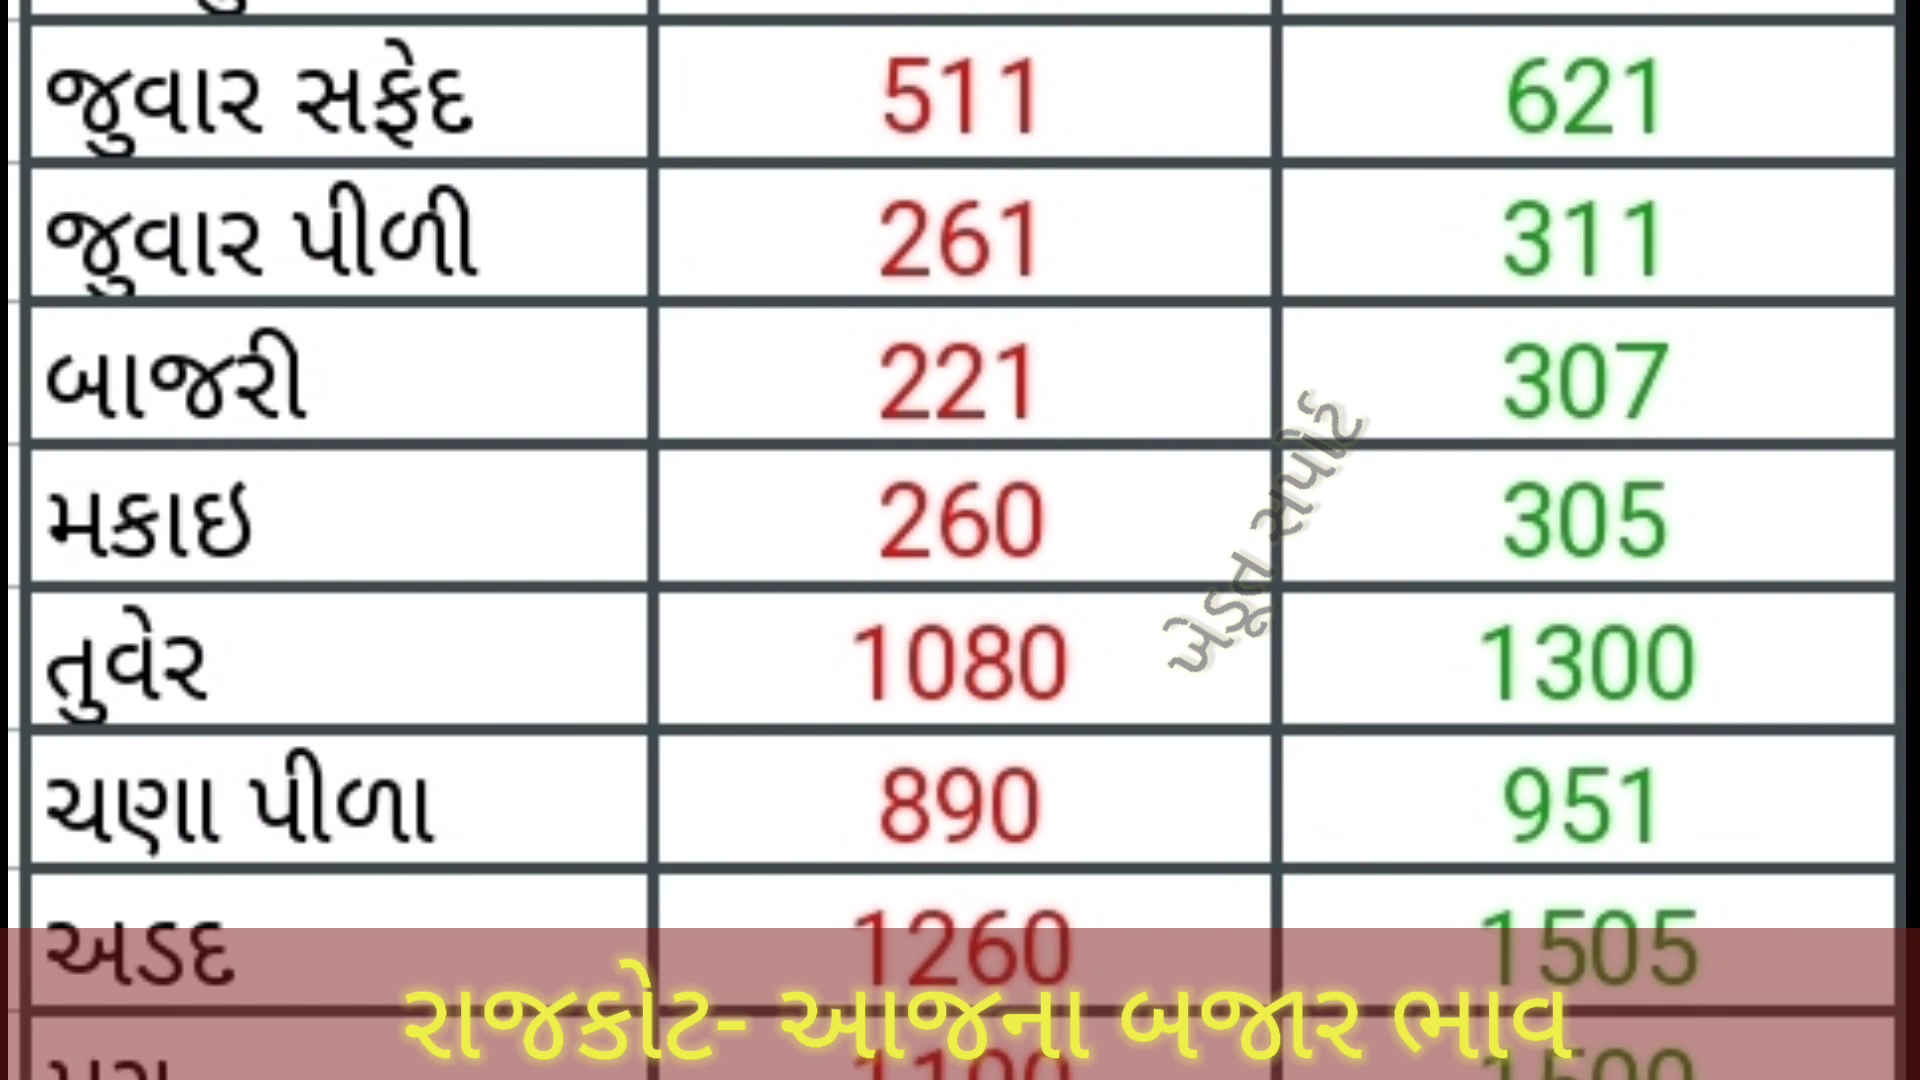 જુવાર સફેદ 511 621
જુવાર પીળી 261 311
બાજરી 221 307
મકાઇ 260 305
તુવેર 1080 1300
ચણા પીળા 890 951
અડદ 1260 1505
ખેડૂત સપોર્ટ
રાજકોટ- આજના બજાર ભાવ